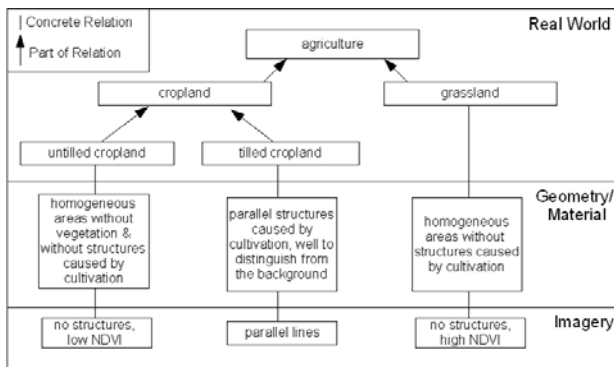 Concrete Relation
Part of Relation
Real World
agriculture
cropland
grassland
untilled cropland
tilled cropland
Geometry/
Material
homogeneous
areas without
vegetation &
without structures
caused by
cultivation
parallel structures
caused by
cultivation, well to
distinguish from
the background
homogeneous
areas without
structures caused
by cultivation
Imagery
no structures,
low NDVI
parallel lines
no structures,
high NDVI